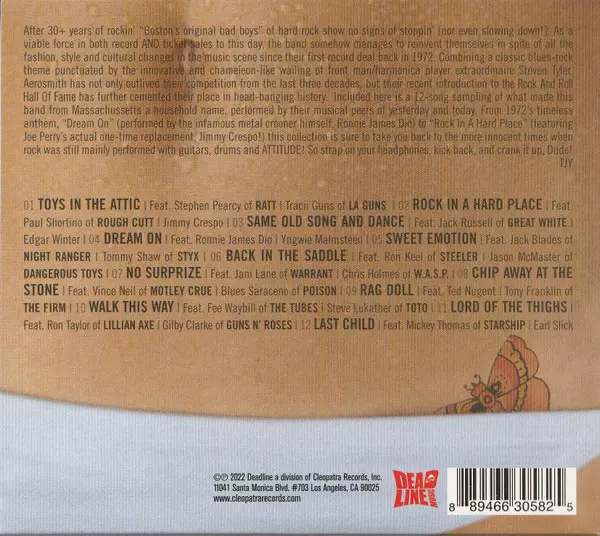 After 30+ years of rockin' "Boston's original bad boys" of hard rock show no signs of stoppin' (nor even slowing down!). As a
viable force in both record AND ticket sales to this day, the band somehow manages to reinvent themselves in spite of all the
fashion, style and cultural changes in the music scene since their first record deal back in 1972. Combining a classic blues-rock
theme punctuated by the innovative and chameleon-like wailing of front man/harmonica player extraordinaire Steven Tyler,
Aerosmith has not only outlived their competition from the last three decades, but their recent introduction to the Rock And Roll
Hall Of Fame has further cemented their place in head-banging history. Included here is a 12-song sampling of what made this
band from Massachussetts a household name, performed by their musical peers of yesterday and today. From 1972's timeless
anthem, "Dream On" (performed by the infamous metal crooner himself, Ronnie James Dio) to "Rock In A Hard Place" (featuring
Joe Perry's actual one-time replacement, Jimmy Crespo!) this collection is sure to take you back to the more innocent times when
rock was still mainly performed with guitars, drums and ATTITUDE! So strap on your headphones, kick back, and crank it up, Dude!
TJY
01 TOYS IN THE ATTIC | Feat. Stephen Pearcy of RATT | Tracii Guns of LA GUNS | 02 ROCK IN A HARD PLACE | Feat.
Paul Shortino of ROUGH CUTT | Jimmy Crespo | 03 SAME OLD SONG AND DANCE | Feat. Jack Russell of GREAT WHITE |
Edgar Winter | 04 DREAM ON | Feat. Ronnie James Dio | Yngwie Malmsteen | 05 SWEET EMOTION | Feat. Jack Blades of
NIGHT RANGER | Tommy Shaw of STYX | 06 BACK IN THE SADDLE | Feat. Ron Keel of STEELER | Jason McMaster of
DANGEROUS TOYS | 07 NO SURPRIZE | Feat. Jani Lane of WARRANT | Chris Holmes of W.A.S.P. | 08 CHIP AWAY AT THE
STONE | Feat. Vince Neil of MOTLEY CRUE | Blues Saraceno of POISON | 09 RAG DOLL | Feat. Ted Nugent | Tony Franklin of
THE FIRM | 10 WALK THIS WAY | Feat. Fee Waybill of THE TUBES | Steve Lukather of TOTO | 11 LORD OF THE THIGHS |
Feat. Ron Taylor of LILLIAN AXE | Gilby Clarke of GUNS N' ROSES | 12 LAST CHILD | Feat. Mickey Thomas of STARSHIP | Earl Slick
©℗ 2022 Deadline a division of Cleopatra Records, Inc.
11041 Santa Monica Blvd. #703 Los Angeles, CA 90025
www.cleopatrarecords.com
DEAD
LINE
MUSIC
8 89466 30582 5